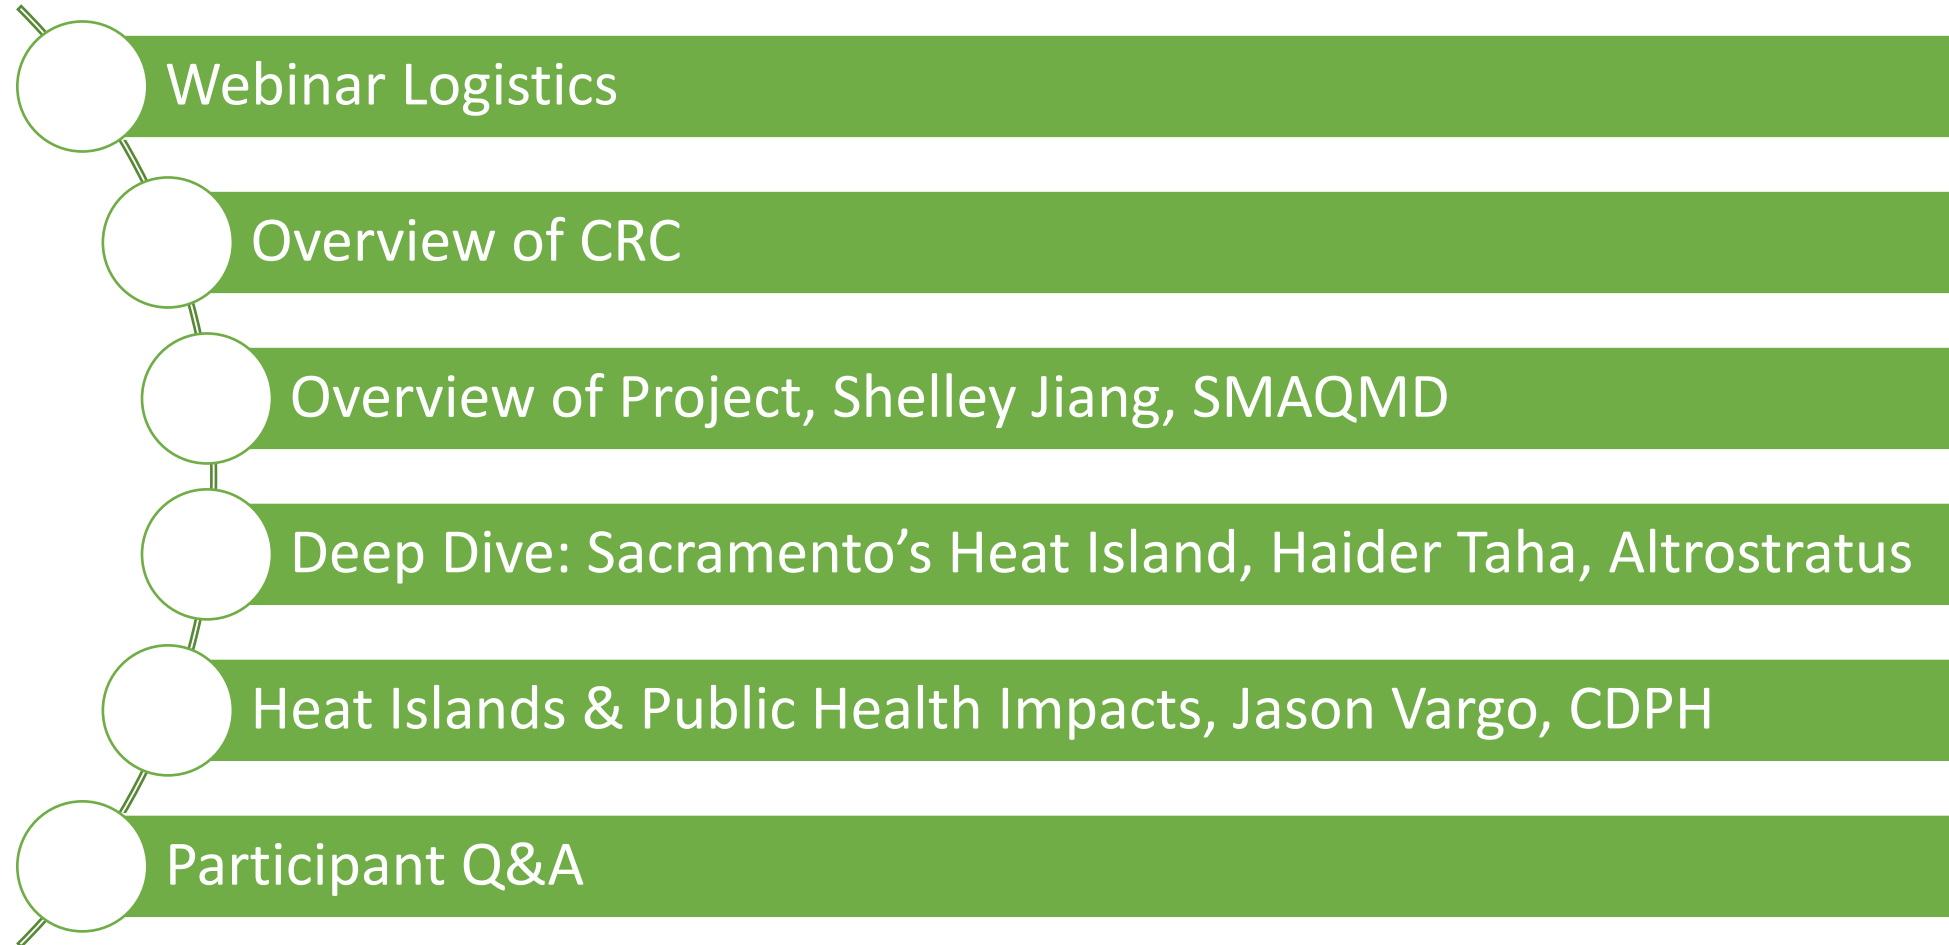 Webinar Logistics
Overview of CRC
Overview of Project, Shelley Jiang, SMAQMD
Deep Dive: Sacramento’s Heat Island, Haider Taha, Altrostratus
Heat Islands & Public Health Impacts, Jason Vargo, CDPH
Participant Q&A